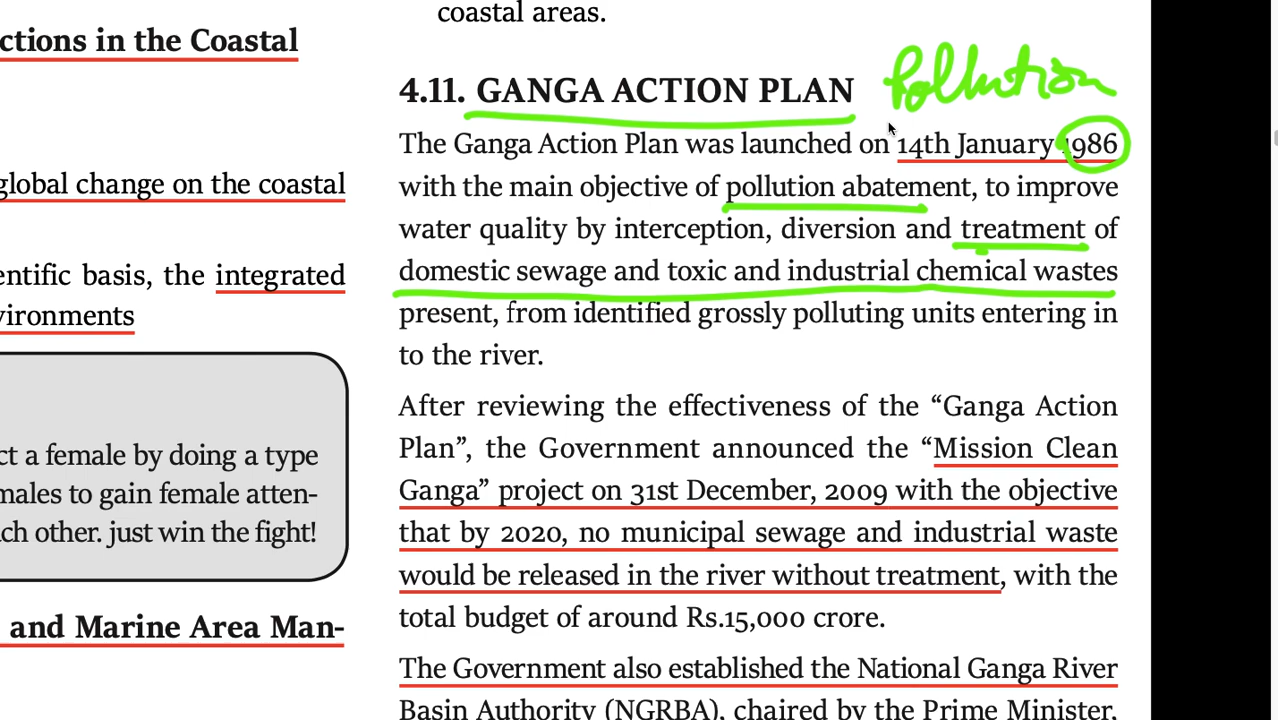 ctions in the Coastal
global change on the coastal
entific basis, the integrated
vironments
ct a female by doing a type
males to gain female atten-
ch other. just win the fight!
and Marine Area Man-
coastal areas.
4.11. GANGA ACTION PLAN Pollution
The Ganga Action Plan was launched on 14th January 1986
with the main objective of pollution abatement, to improve
water quality by interception, diversion and treatment of
domestic sewage and toxic and industrial chemical wastes
present, from identified grossly polluting units entering in
to the river.
After reviewing the effectiveness of the “Ganga Action
Plan”, the Government announced the “Mission Clean
Ganga” project on 31st December, 2009 with the objective
that by 2020, no municipal sewage and industrial waste
would be released in the river without treatment, with the
total budget of around Rs.15,000 crore.
The Government also established the National Ganga River
Basin Authority (NGRBA), chaired by the Prime Minister,